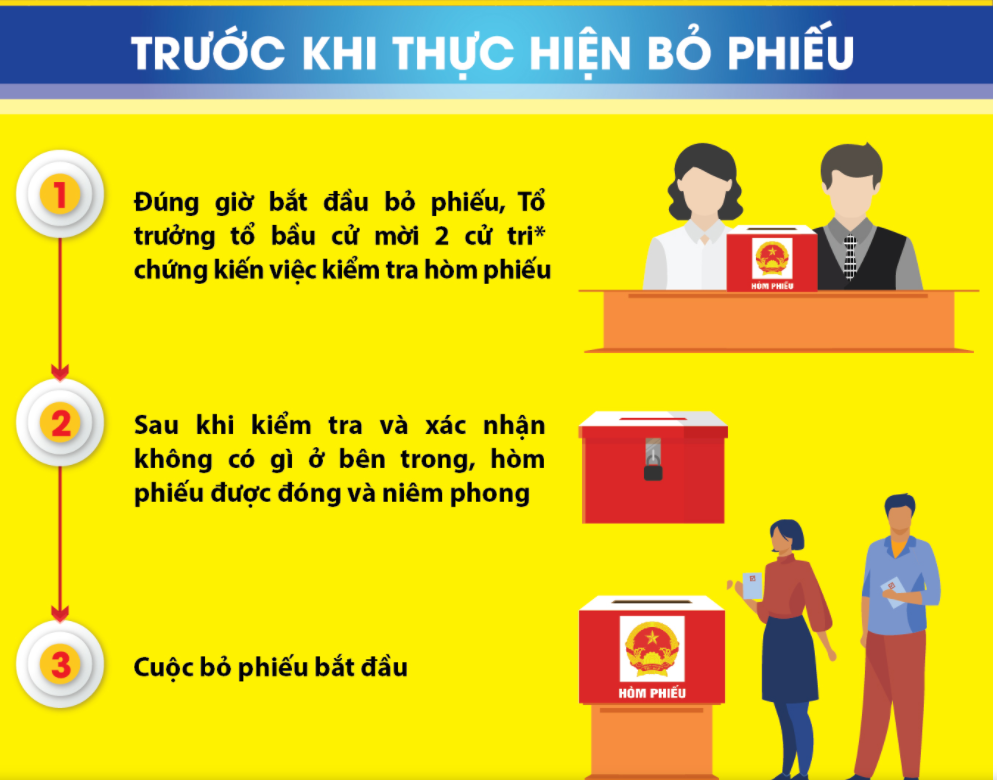 TRƯỚC KHI THỰC HIỆN BỎ PHIẾU
1
Đúng giờ bắt đầu bỏ phiếu, Tổ
trưởng tổ bầu cử mời 2 cử tri*
chứng kiến việc kiểm tra hòm phiếu
HÒM PHIẾU
2
Sau khi kiểm tra và xác nhận
không có gì ở bên trong, hòm
phiếu được đóng và niêm phong
3
Cuộc bỏ phiếu bắt đầu
HÒM PHIẾU